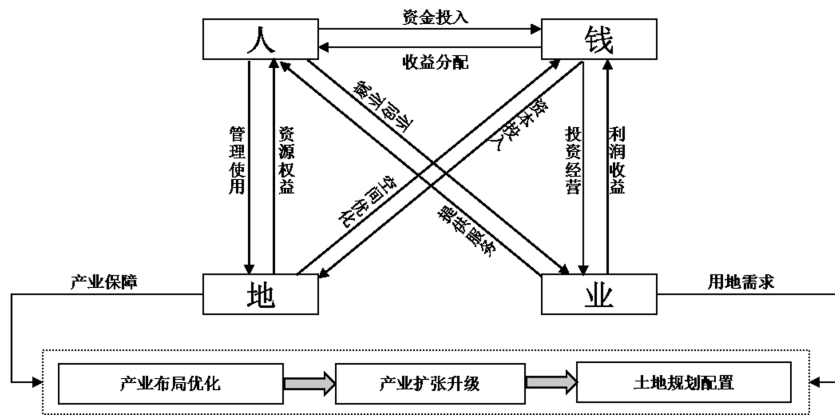 资金投入
人
钱
收益分配
就业创业
资本投入
管理使用
资源权益
投资经营
利润收益
空间优化
提供服务
产业保障
地
业
用地需求
产业布局优化
产业扩张升级
土地规划配置